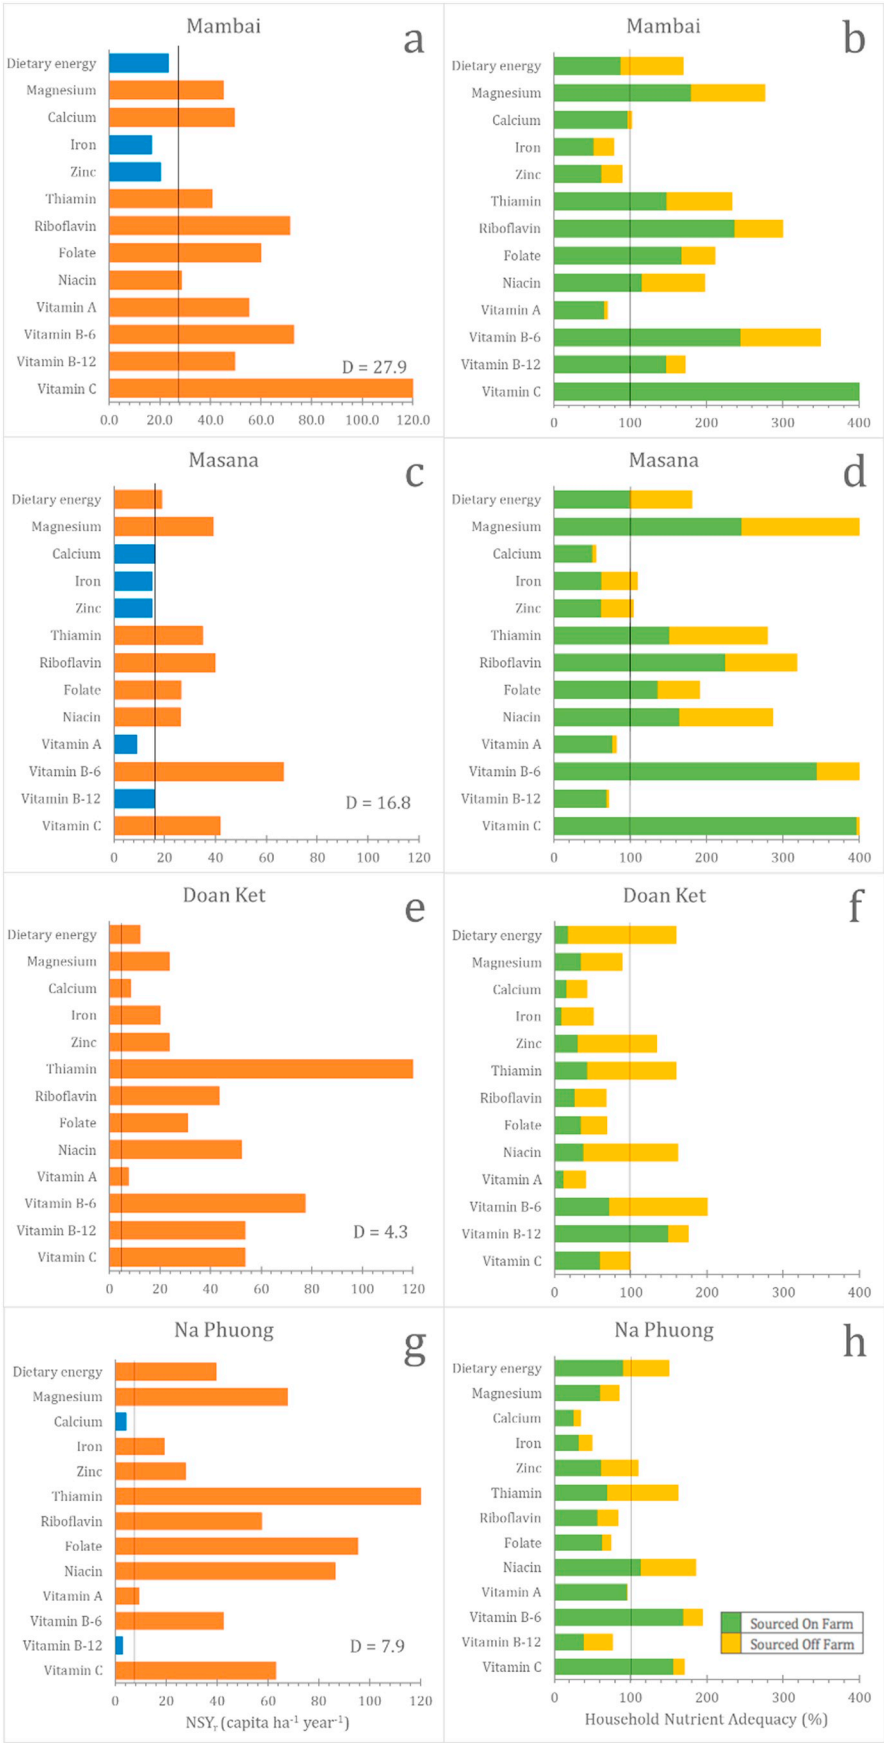 Mambai
a
Dietary energy
Magnesium
Calcium
Iron
Zinc
Thiamin
Riboflavin
Folate
Niacin
Vitamin A
Vitamin B-6
Vitamin B-12
Vitamin C
D = 27.9
0.0 20.0 40.0 60.0 80.0 100.0 120.0
Mambai
b
Dietary energy
Magnesium
Calcium
Iron
Zinc
Thiamin
Riboflavin
Folate
Niacin
Vitamin A
Vitamin B-6
Vitamin B-12
Vitamin C
0 100 200 300 400
Masana
c
Dietary energy
Magnesium
Calcium
Iron
Zinc
Thiamin
Riboflavin
Folate
Niacin
Vitamin A
Vitamin B-6
Vitamin B-12
Vitamin C
D = 16.8
0 20 40 60 80 100 120
Masana
d
Dietary energy
Magnesium
Calcium
Iron
Zinc
Thiamin
Riboflavin
Folate
Niacin
Vitamin A
Vitamin B-6
Vitamin B-12
Vitamin C
0 100 200 300 400
Doan Ket
e
Dietary energy
Magnesium
Calcium
Iron
Zinc
Thiamin
Riboflavin
Folate
Niacin
Vitamin A
Vitamin B-6
Vitamin B-12
Vitamin C
D = 4.3
0 20 40 60 80 100 120
Doan Ket
f
Dietary energy
Magnesium
Calcium
Iron
Zinc
Thiamin
Riboflavin
Folate
Niacin
Vitamin A
Vitamin B-6
Vitamin B-12
Vitamin C
0 100 200 300 400
Na Phuong
g
Dietary energy
Magnesium
Calcium
Iron
Zinc
Thiamin
Riboflavin
Folate
Niacin
Vitamin A
Vitamin B-6
Vitamin B-12
Vitamin C
D = 7.9
0 20 40 60 80 100 120
NSYᵣ (capita ha⁻¹ year⁻¹)
Na Phuong
h
Dietary energy
Magnesium
Calcium
Iron
Zinc
Thiamin
Riboflavin
Folate
Niacin
Vitamin A
Vitamin B-6
Vitamin B-12
Vitamin C
Sourced On Farm
Sourced Off Farm
0 100 200 300 400
Household Nutrient Adequacy (%)